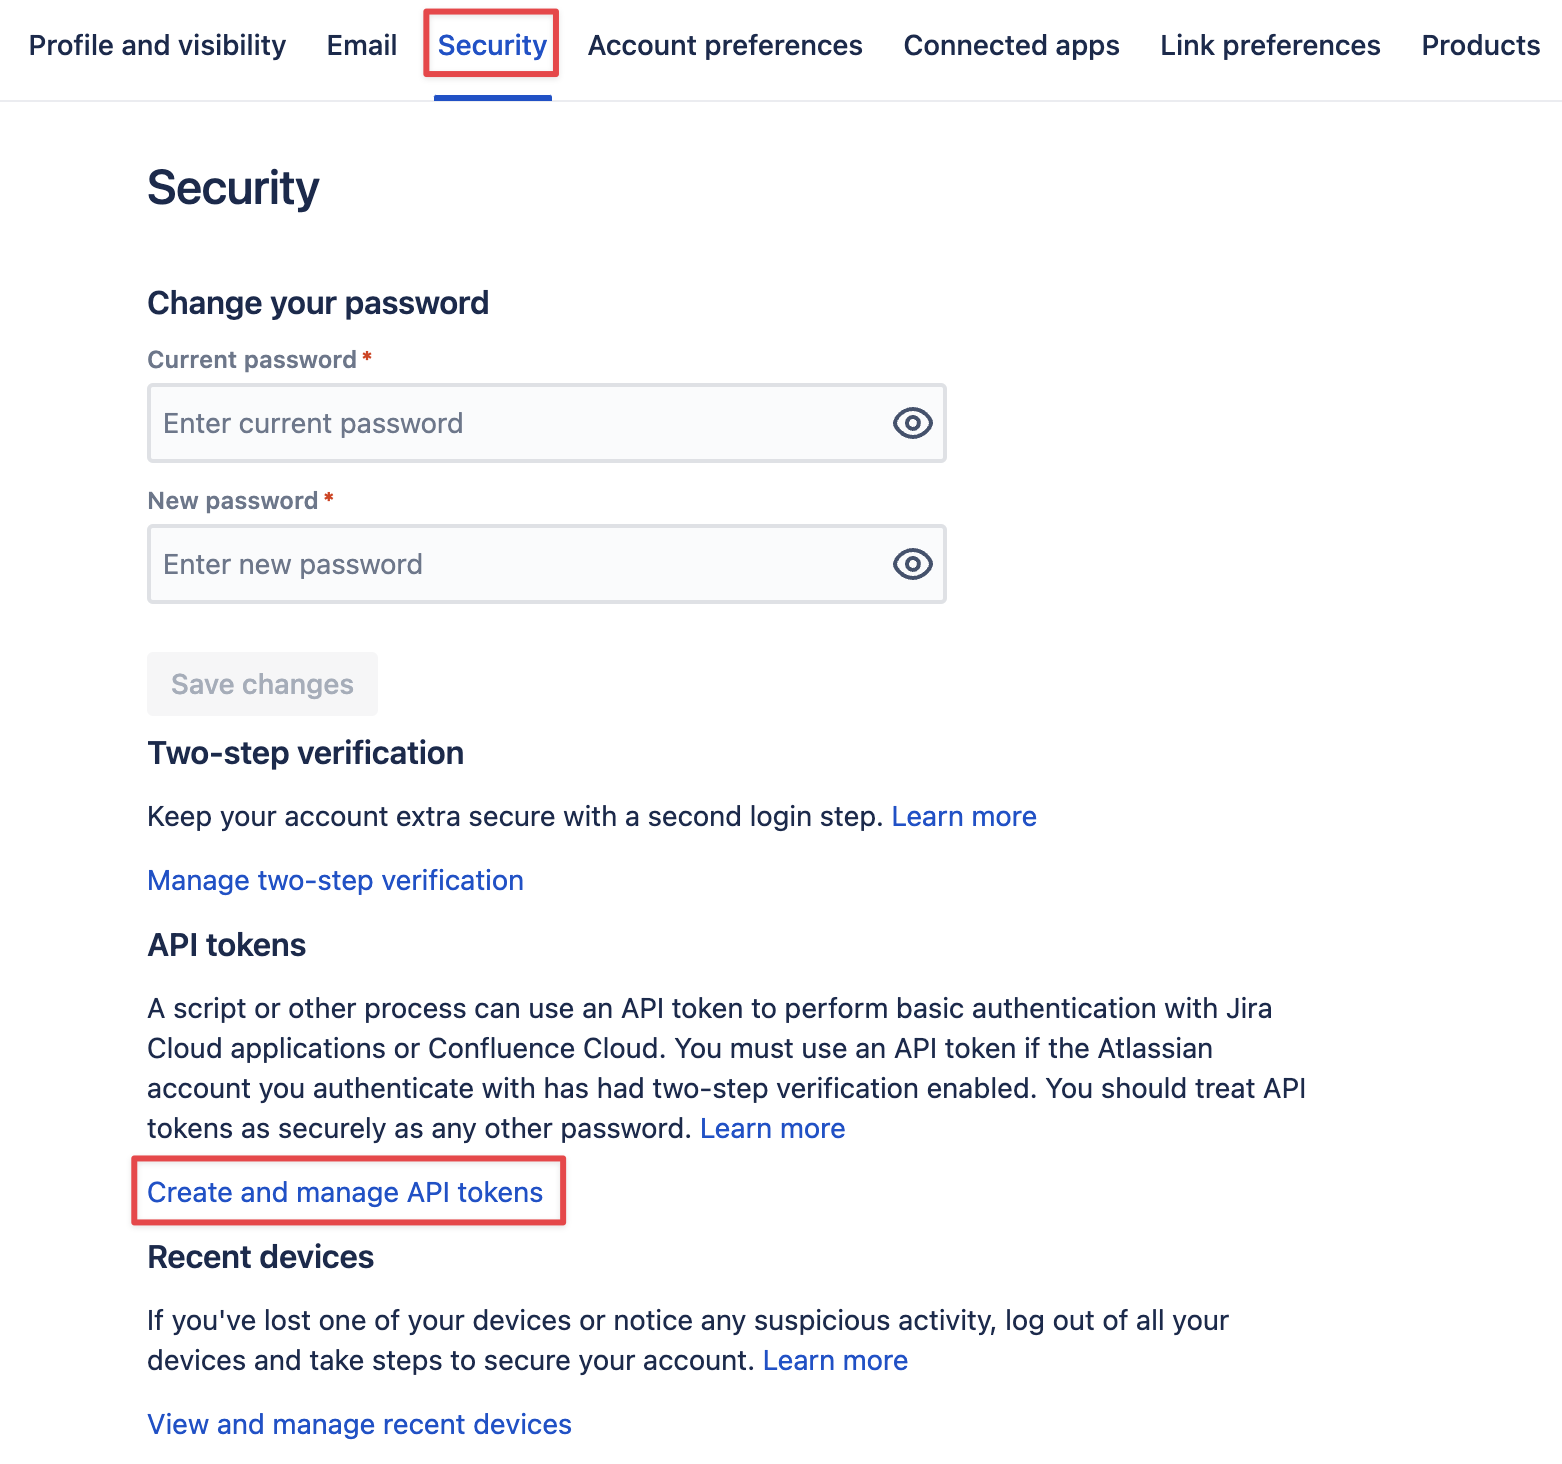 Profile and visibility Email Security Account preferences Connected apps Link preferences Products
Security
Change your password
Current password *
Enter current password
New password *
Enter new password
Save changes
Two-step verification
Keep your account extra secure with a second login step. Learn more
Manage two-step verification
API tokens
A script or other process can use an API token to perform basic authentication with Jira
Cloud applications or Confluence Cloud. You must use an API token if the Atlassian
account you authenticate with has had two-step verification enabled. You should treat API
tokens as securely as any other password. Learn more
Create and manage API tokens
Recent devices
If you've lost one of your devices or notice any suspicious activity, log out of all your
devices and take steps to secure your account. Learn more
View and manage recent devices